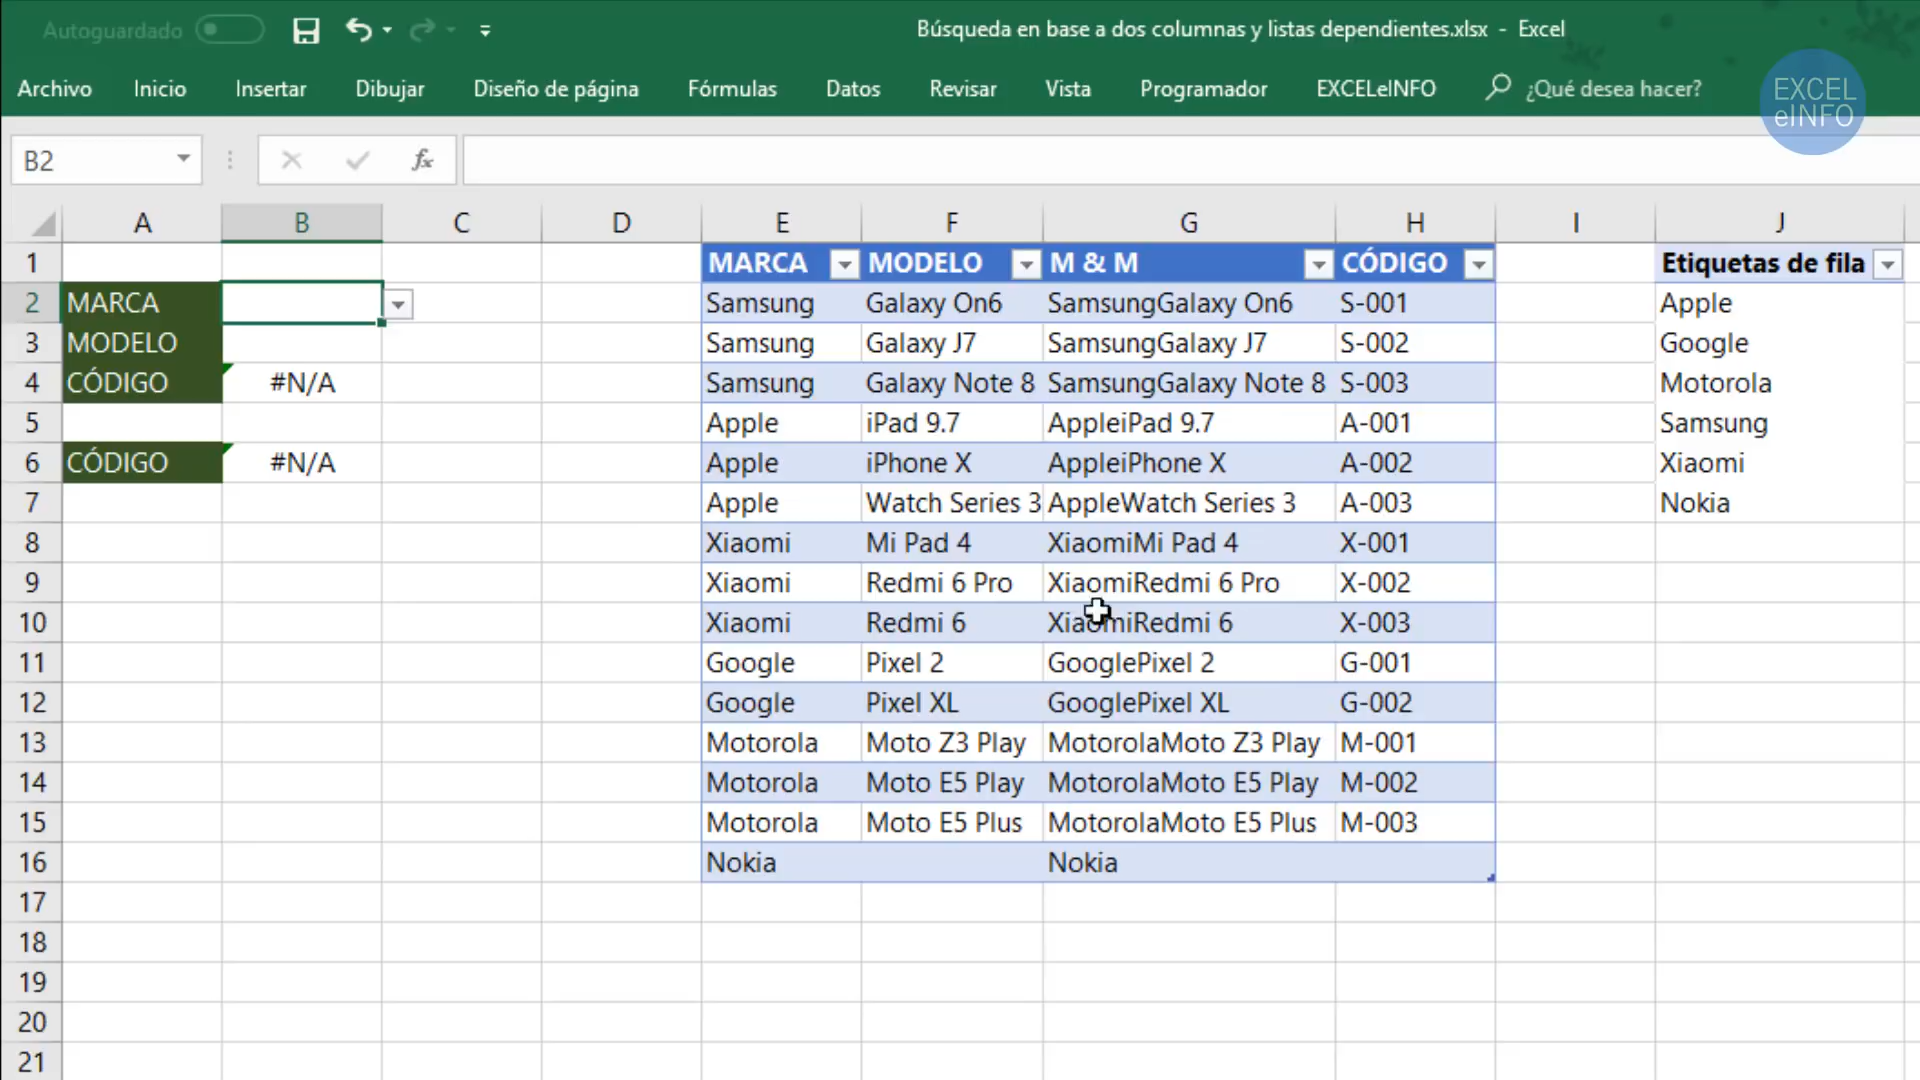 Autoguardado
Búsqueda en base a dos columnas y listas dependientes.xlsx - Excel
Archivo Inicio Insertar Dibujar Diseño de página Fórmulas Datos Revisar Vista Programador EXCELeINFO ¿Qué desea hacer?
EXCEL
eINFO
B2 fx
A B C D E F G H I J
1 MARCA MODELO M & M CÓDIGO Etiquetas de fila
2 MARCA Samsung Galaxy On6 SamsungGalaxy On6 S-001 Apple
3 MODELO Samsung Galaxy J7 SamsungGalaxy J7 S-002 Google
4 CÓDIGO #N/A Samsung Galaxy Note 8 SamsungGalaxy Note 8 S-003 Motorola
5 Apple iPad 9.7 AppleiPad 9.7 A-001 Samsung
6 CÓDIGO #N/A Apple iPhone X AppleiPhone X A-002 Xiaomi
7 Apple Watch Series 3 AppleWatch Series 3 A-003 Nokia
8 Xiaomi Mi Pad 4 XiaomiMi Pad 4 X-001
9 Xiaomi Redmi 6 Pro XiaomiRedmi 6 Pro X-002
10 Xiaomi Redmi 6 XiaomiRedmi 6 X-003
11 Google Pixel 2 GooglePixel 2 G-001
12 Google Pixel XL GooglePixel XL G-002
13 Motorola Moto Z3 Play MotorolaMoto Z3 Play M-001
14 Motorola Moto E5 Play MotorolaMoto E5 Play M-002
15 Motorola Moto E5 Plus MotorolaMoto E5 Plus M-003
16 Nokia Nokia
17
18
19
20
21